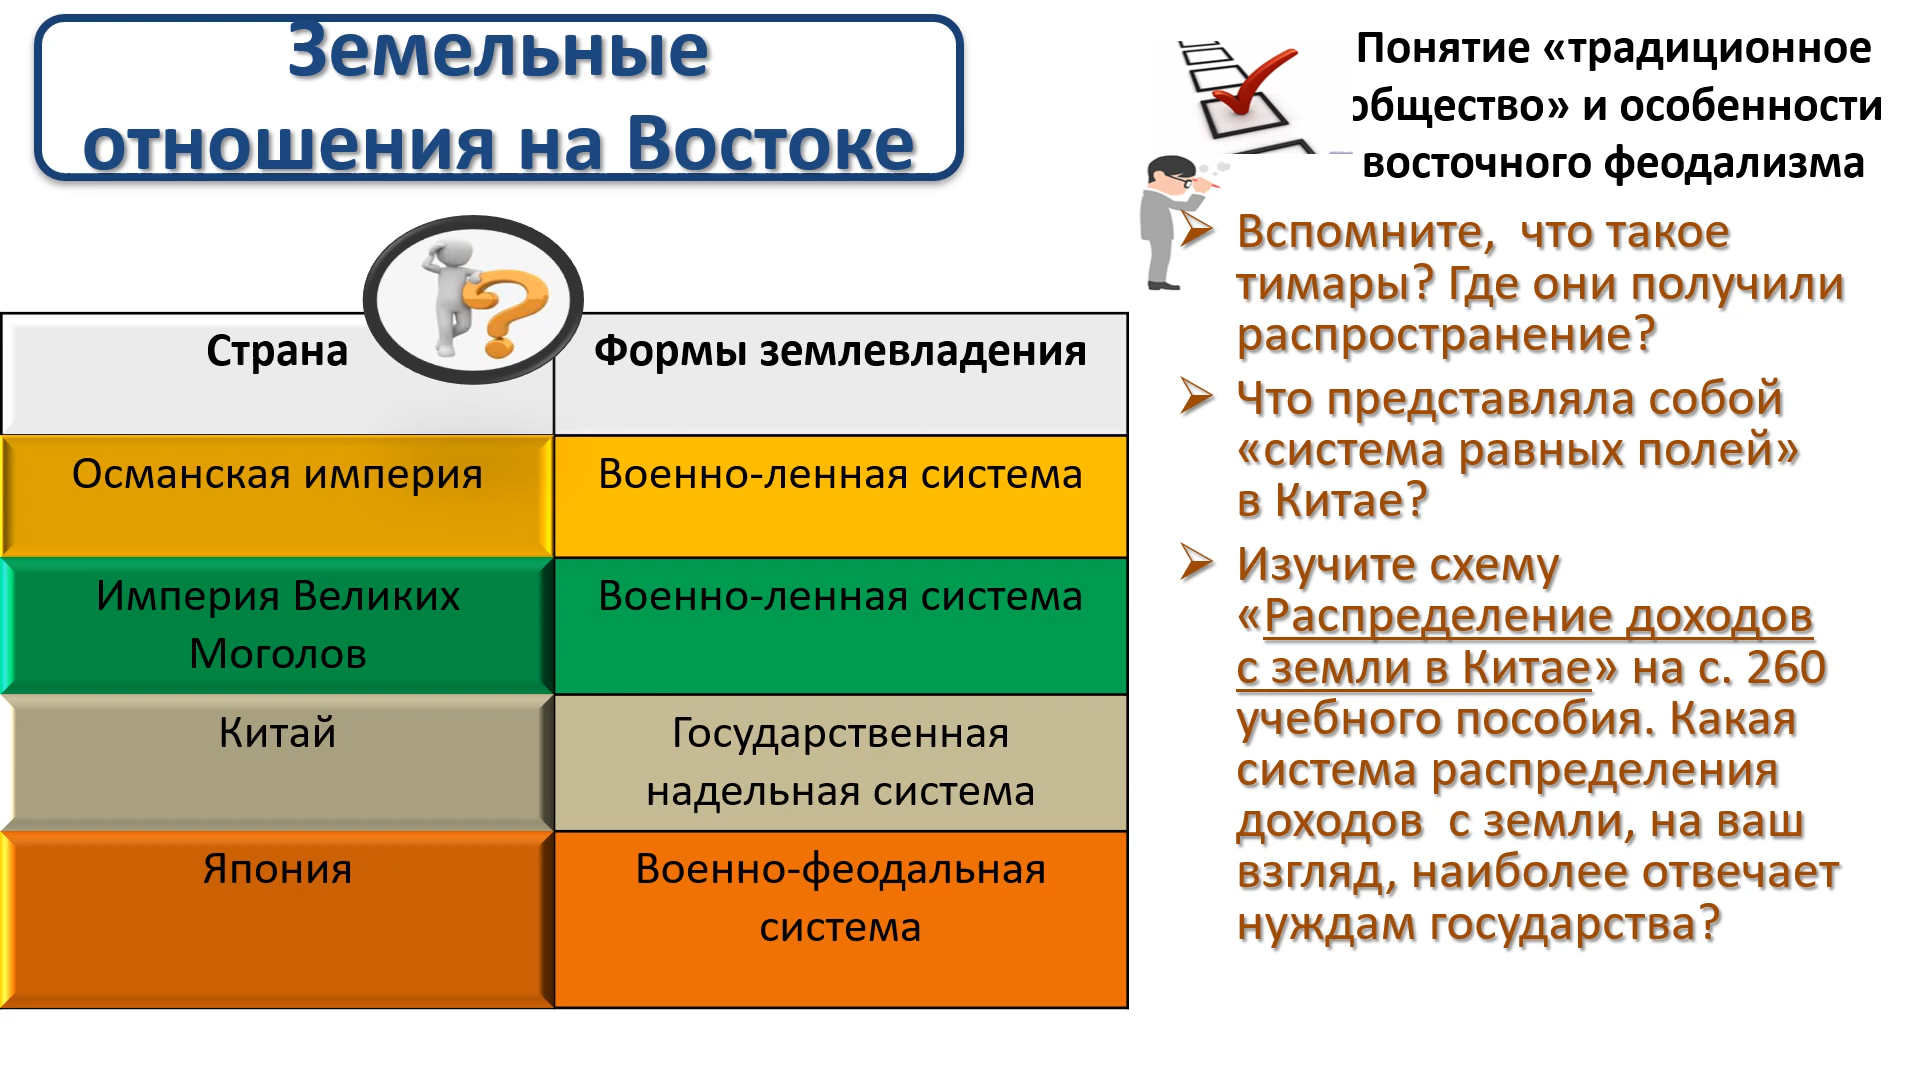 Земельные
отношения на Востоке
Понятие «традиционное
общество» и особенности
восточного феодализма
Страна
Формы землевладения
Османская империя
Военно-ленная система
Империя Великих
Моголов
Военно-ленная система
Китай
Государственная
надельная система
Япония
Военно-феодальная
система
Вспомните, что такое
тимары? Где они получили
распространение?
Что представляла собой
«система равных полей»
в Китае?
Изучите схему
«Распределение доходов
с земли в Китае» на с. 260
учебного пособия. Какая
система распределения
доходов с земли, на ваш
взгляд, наиболее отвечает
нуждам государства?